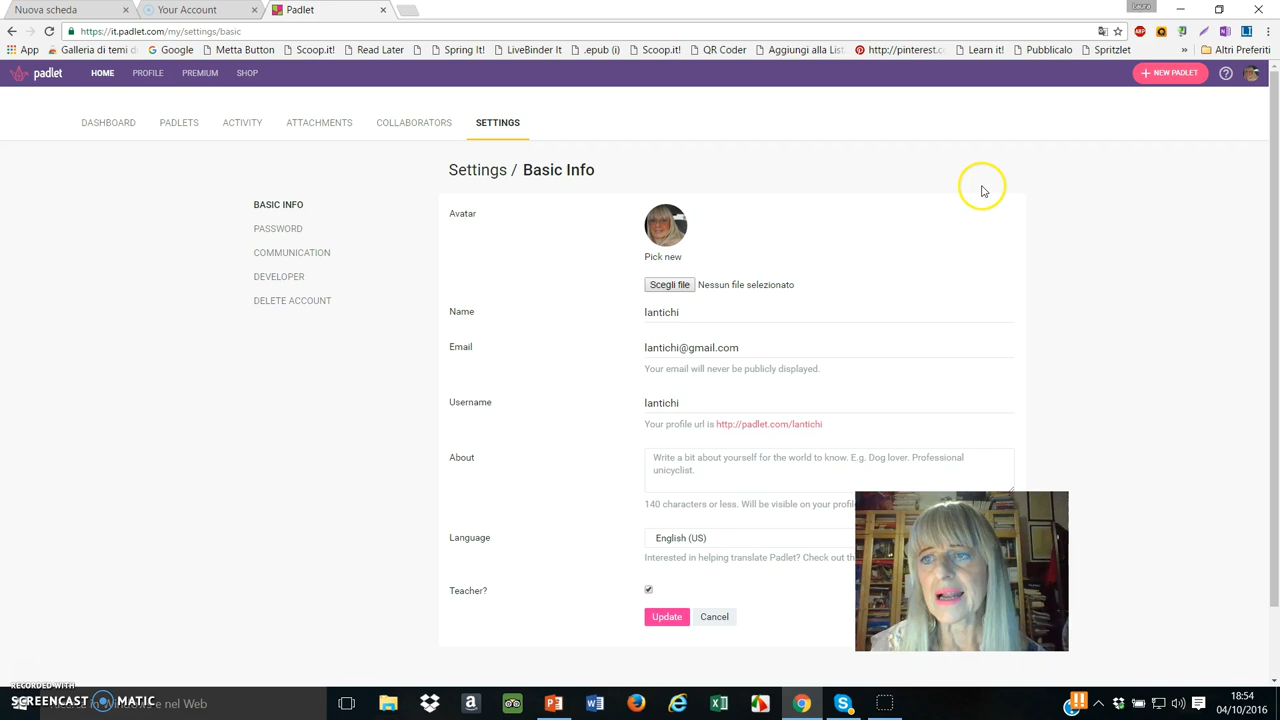 Nuova scheda
Your Account
Padlet
Laura
https://it.padlet.com/my/settings/basic
App
Galleria di temi d
Google
Metta Button
Scoop.it!
Read Later
Spring It!
LiveBinder It
.epub (i)
Scoop.it!
QR Coder
Aggiungi alla List
http://pinterest.co
Learn it!
Pubblicalo
Spritzlet
»
Altri Preferiti
padlet
HOME
PROFILE
PREMIUM
SHOP
+ NEW PADLET
DASHBOARD
PADLETS
ACTIVITY
ATTACHMENTS
COLLABORATORS
SETTINGS
Settings / Basic Info
BASIC INFO
PASSWORD
COMMUNICATION
DEVELOPER
DELETE ACCOUNT
Avatar
Pick new
Scegli file Nessun file selezionato
Name
lantichi
Email
lantichi@gmail.com
Your email will never be publicly displayed.
Username
lantichi
Your profile url is http://padlet.com/lantichi
About
Write a bit about yourself for the world to know. E.g. Dog lover. Professional
unicyclist.
140 characters or less. Will be visible on your profil
Language
English (US)
Interested in helping translate Padlet? Check out th
Teacher?
Update
Cancel
RECORDED WITH
SCREENCAST MATIC
e nel Web
18:54
04/10/2016